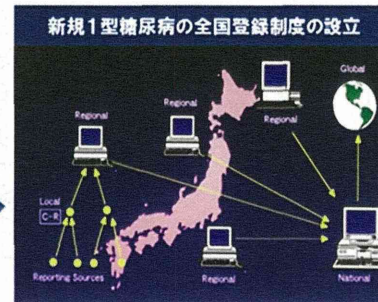 新規1型糖尿病の全国登録制度の設立
Global
Regional
Regional
Regional
Local
C-R
Reporting Sources
Regional
National